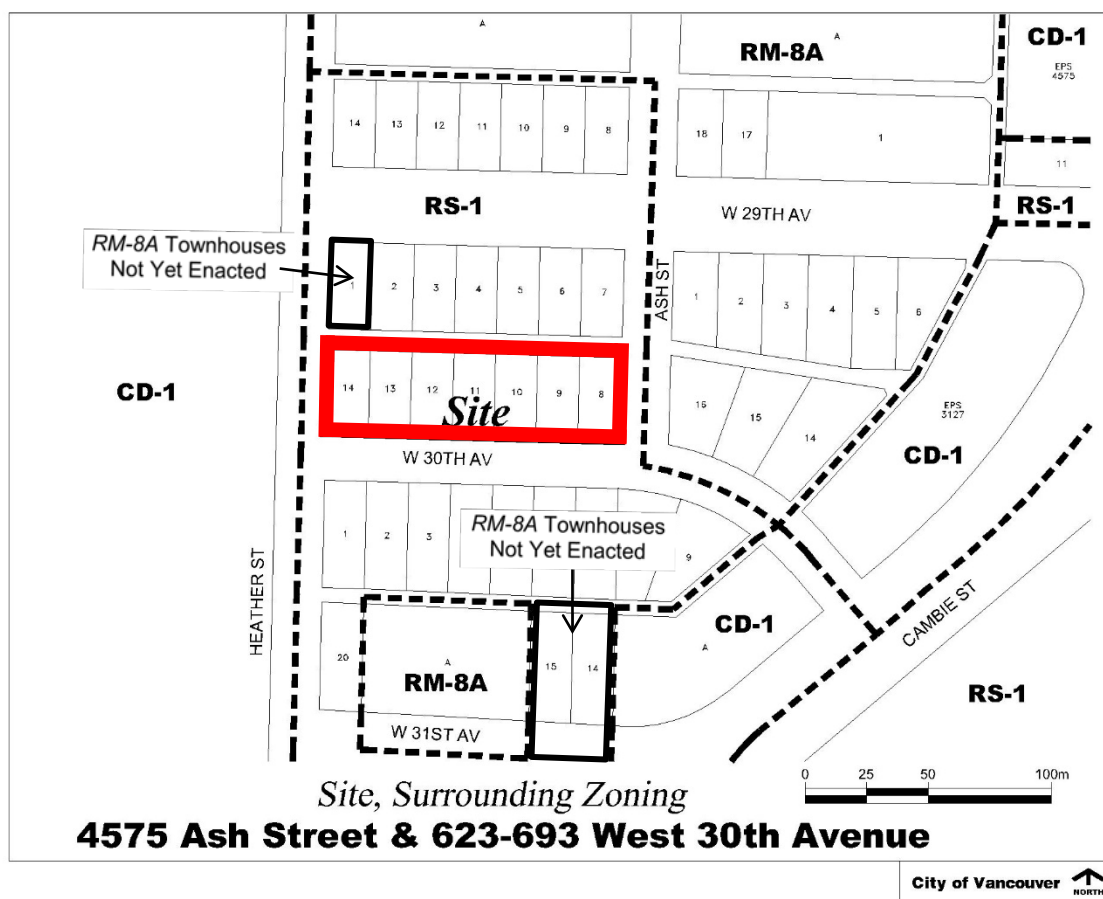 A
RM-8A
A
CD-1
EPS
4575
14 13 12 11 10 9 8
18 17 1
11
RS-1
W 29TH AV
RS-1
RM-8A Townhouses
Not Yet Enacted
1 2 3 4 5 6 7
ASH ST
1 2 3 4 5 6
CD-1
14 13 12 11 10 9 8
Site
16 15 14
EPS
3127
CD-1
W 30TH AV
RM-8A Townhouses
Not Yet Enacted
1 2 3
9
HEATHER ST
CAMBIE ST
CD-1
A
20
A
RM-8A
15 14
RS-1
W 31ST AV
0 25 50 100m
Site, Surrounding Zoning
4575 Ash Street & 623-693 West 30th Avenue
City of Vancouver
NORTH